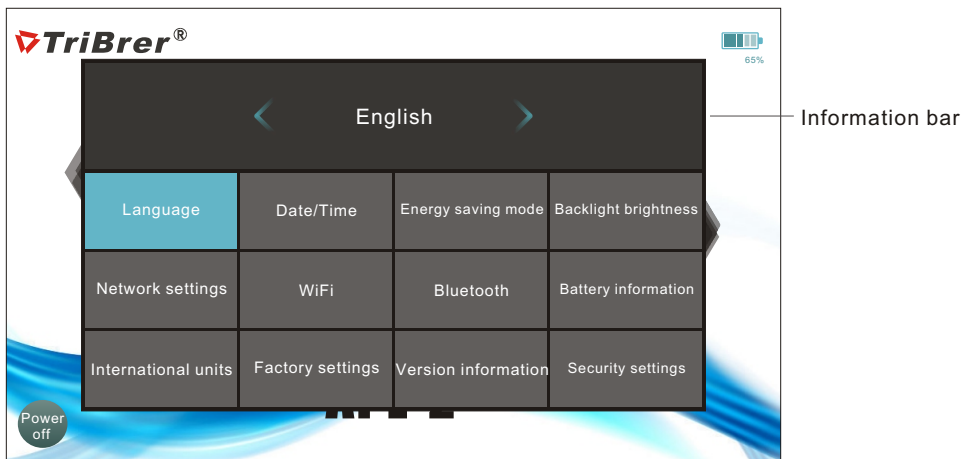 TriBrer®
65%
English
Information bar
Language Date/Time Energy saving mode Backlight brightness
Network settings WiFi Bluetooth Battery information
International units Factory settings Version information Security settings
Power
off